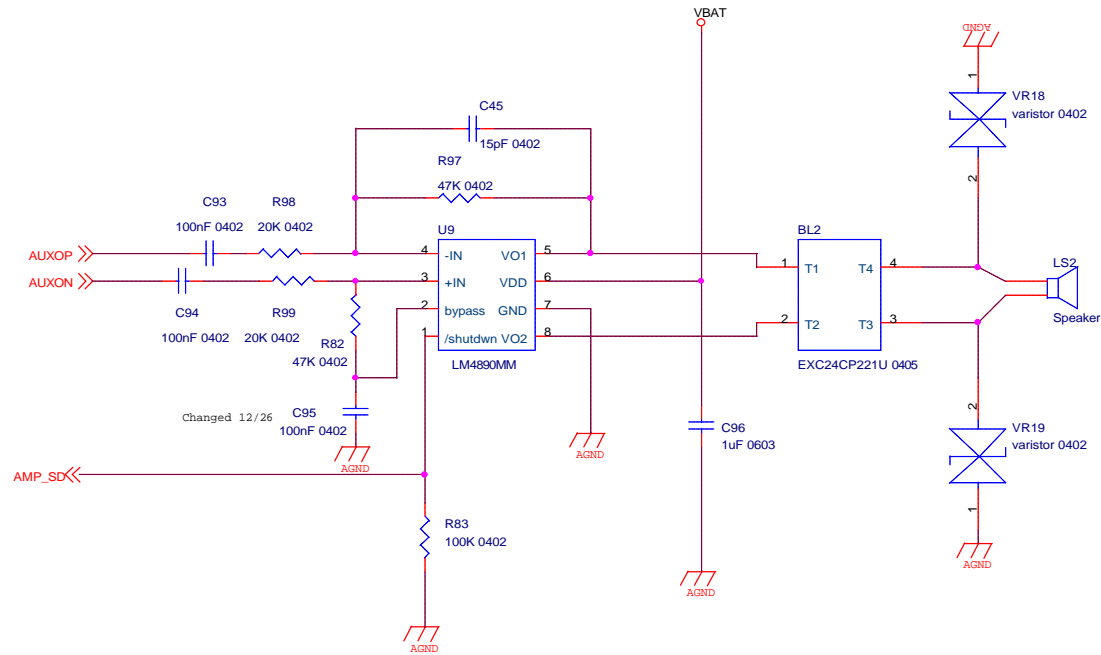 VBAT
AGND
1
VR18
varistor 0402
2
C45
15pF 0402
R97
47K 0402
C93
100nF 0402
R98
20K 0402
U9
BL2
AUXOP
4
-IN
VO1
5
1
T1
T4
4
LS2
AUXON
3
+IN
VDD
6
C94
100nF 0402
R99
20K 0402
2
bypass
GND
7
Speaker
R82
47K 0402
1
/shutdwn
VO2
8
2
T2
T3
3
LM4890MM
EXC24CP221U 0405
Changed 12/26
C95
100nF 0402
AGND
AGND
C96
1uF 0603
2
VR19
varistor 0402
1
AMP_SD
R83
100K 0402
AGND
AGND
AGND